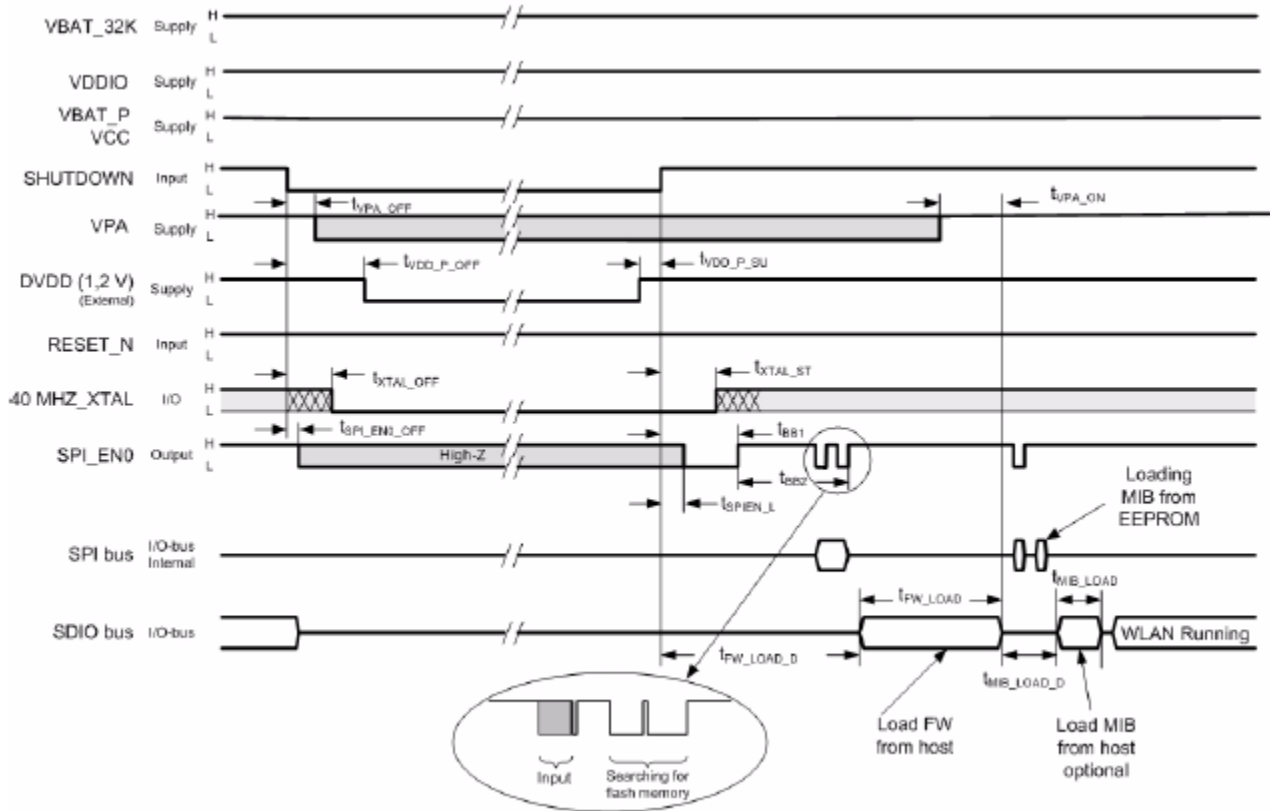 VBAT_32K Supply H L
VDDIO Supply H L
VBAT_P VCC Supply H L
SHUTDOWN Input H L
tVPA_OFF
tVPA_ON
VPA Supply H L
tVDD_P_OFF
tVDD_P_SU
DVDD (1,2 V) (External) Supply H L
RESET_N Input H L
tXTAL_OFF
tXTAL_ST
40 MHZ_XTAL I/O H L
tSPI_EN0_OFF
tBB1
SPI_EN0 Output H L
High-Z
tBB2
tSPIEN_L
Loading
MIB from
EEPROM
SPI bus I/O-bus Internal
tMIB_LOAD
tFW_LOAD
SDIO bus I/O-bus
WLAN Running
tFW_LOAD_D
tMIB_LOAD_D
Load FW
from host
Load MIB
from host
optional
Input
Searching for
flash memory